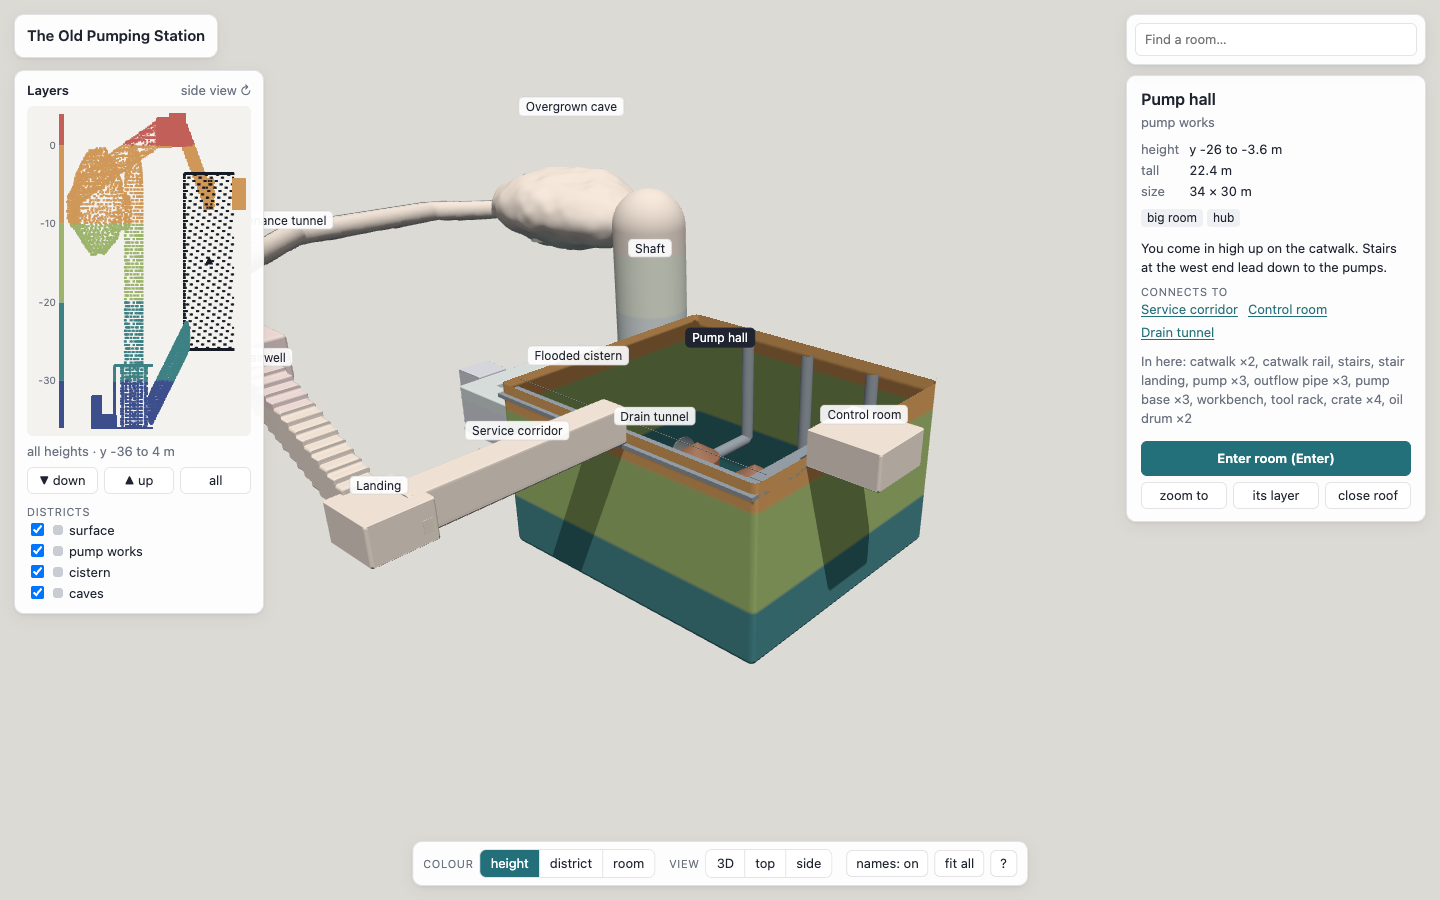 The Old Pumping Station
Layers
side view ↻
0
-10
-20
-30
all heights · y -36 to 4 m
▼ down
▲ up
all
DISTRICTS
surface
pump works
cistern
caves
Overgrown cave
ance tunnel
Shaft
Pump hall
well
Flooded cistern
Control room
Drain tunnel
Service corridor
Landing
Find a room...
Pump hall
pump works
height y -26 to -3.6 m
tall 22.4 m
size 34 × 30 m
big room hub
You come in high up on the catwalk. Stairs
at the west end lead down to the pumps.
CONNECTS TO
Service corridor Control room
Drain tunnel
In here: catwalk ×2, catwalk rail, stairs, stair
landing, pump ×3, outflow pipe ×3, pump
base ×3, workbench, tool rack, crate ×4, oil
drum ×2
Enter room (Enter)
zoom to
its layer
close roof
COLOUR height district room VIEW 3D top side names: on fit all ?